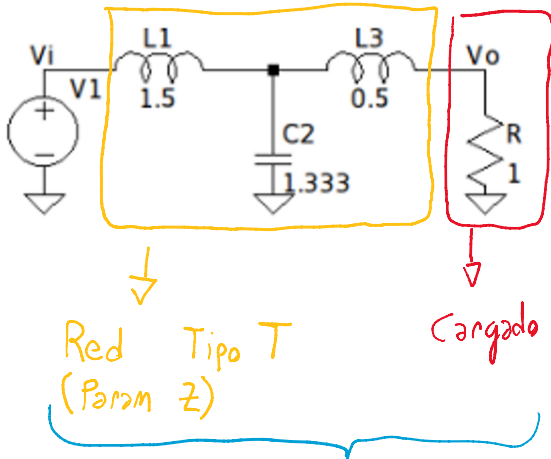 L1
L3
Vi
Vo
V1
1.5
0.5
C2
R
1.333
1
Cargado
Red Tipo T
(Param Z)